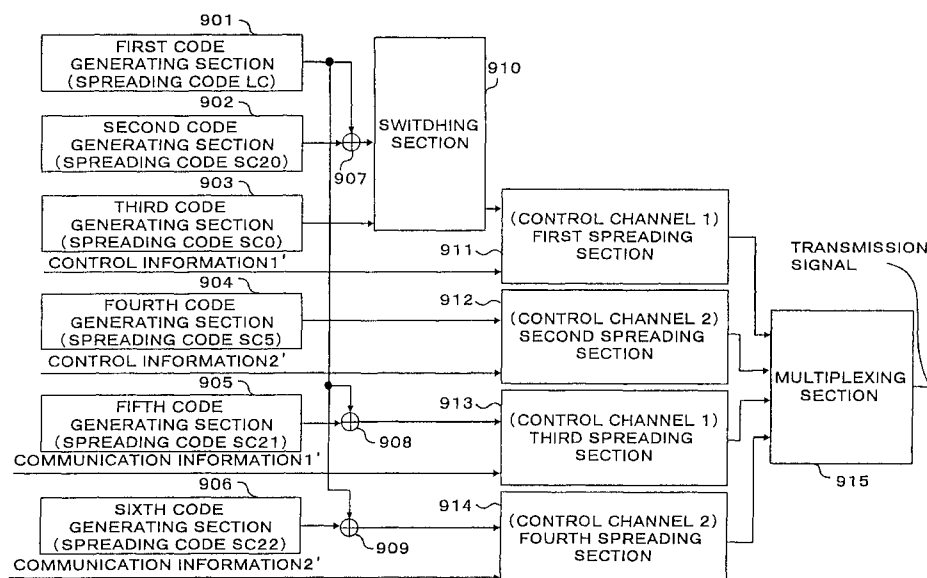 901
FIRST CODE
GENERATING SECTION
(SPREADING CODE LC)
902
SECOND CODE
GENERATING SECTION
(SPREADING CODE SC20)
903
THIRD CODE
GENERATING SECTION
(SPREADING CODE SC0)
CONTROL INFORMATION1'
904
FOURTH CODE
GENERATING SECTION
(SPREADING CODE SC5)
CONTROL INFORMATION2'
905
FIFTH CODE
GENERATING SECTION
(SPREADING CODE SC21)
COMMUNICATION INFORMATION1'
906
SIXTH CODE
GENERATING SECTION
(SPREADING CODE SC22)
COMMUNICATION INFORMATION2'
907
908
909
SWITDHING
SECTION
910
911
(CONTROL CHANNEL 1)
FIRST SPREADING
SECTION
912
(CONTROL CHANNEL 2)
SECOND SPREADING
SECTION
913
(CONTROL CHANNEL 1)
THIRD SPREADING
SECTION
914
(CONTROL CHANNEL 2)
FOURTH SPREADING
SECTION
TRANSMISSION
SIGNAL
MULTIPLEXING
SECTION
915